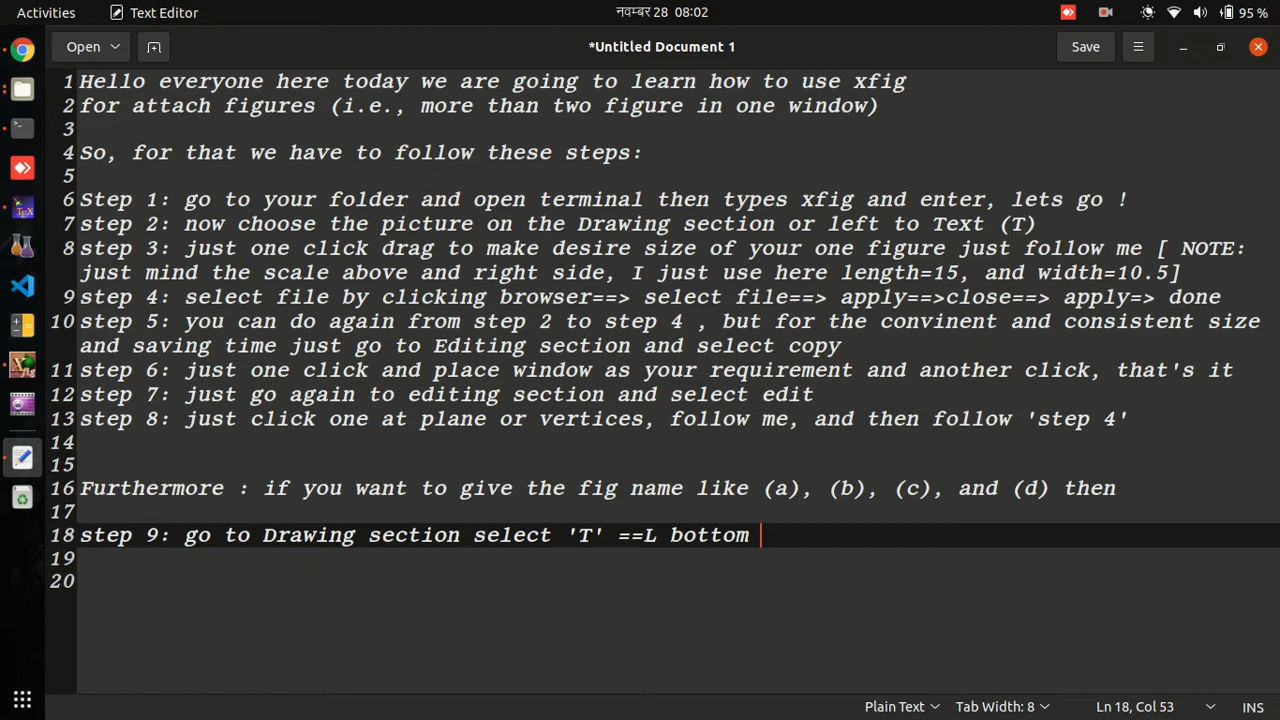 Activities Text Editor नवम्बर 28 08:02 95 %
Open *Untitled Document 1 Save
1 Hello everyone here today we are going to learn how to use xfig
2 for attach figures (i.e., more than two figure in one window)
3
4 So, for that we have to follow these steps:
5
6 Step 1: go to your folder and open terminal then types xfig and enter, lets go !
7 step 2: now choose the picture on the Drawing section or left to Text (T)
8 step 3: just one click drag to make desire size of your one figure just follow me [ NOTE:
just mind the scale above and right side, I just use here length=15, and width=10.5]
9 step 4: select file by clicking browser==> select file==> apply==>close==> apply=> done
10 step 5: you can do again from step 2 to step 4 , but for the convinent and consistent size
and saving time just go to Editing section and select copy
11 step 6: just one click and place window as your requirement and another click, that's it
12 step 7: just go again to editing section and select edit
13 step 8: just click one at plane or vertices, follow me, and then follow 'step 4'
14
15
16 Furthermore : if you want to give the fig name like (a), (b), (c), and (d) then
17
18 step 9: go to Drawing section select 'T' ==L bottom
19
20
Plain Text Tab Width: 8 Ln 18, Col 53 INS